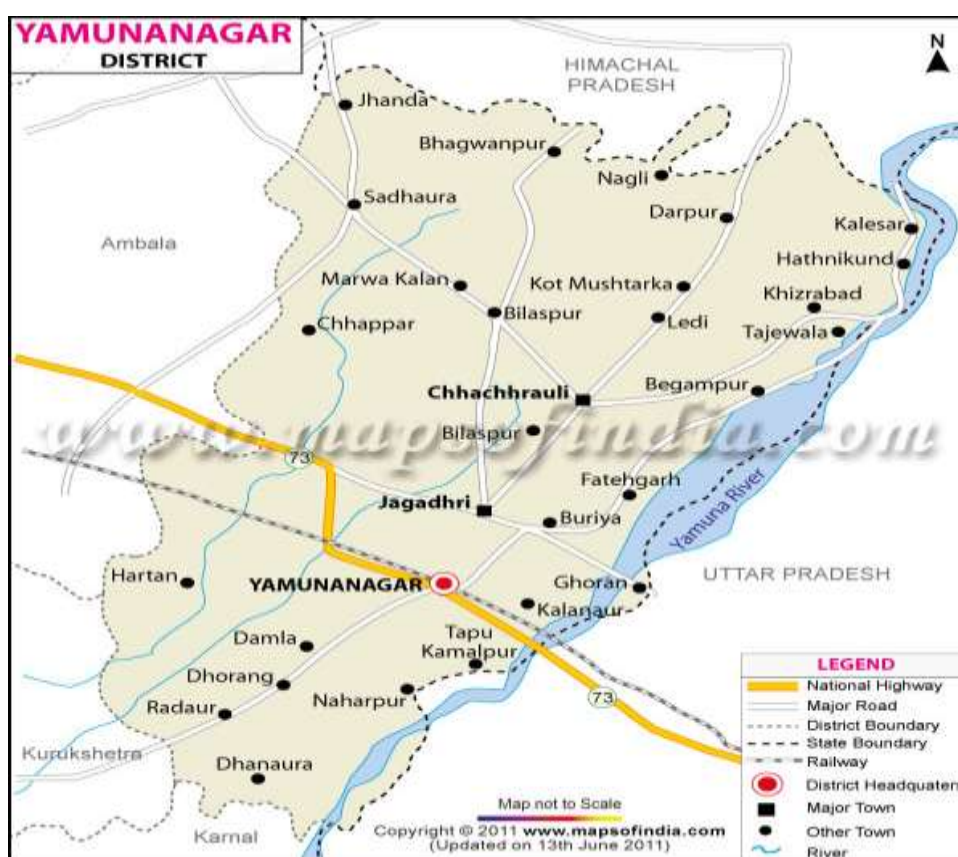 YAMUNANAGAR
DISTRICT
N
HIMACHAL
PRADESH
Jhanda
Bhagwanpur
Nagli
Sadhaura
Darpur
Kalesar
Ambala
Hathnikund
Marwa Kalan
Kot Mushtarka
Khizrabad
Bilaspur
Chhappar
Ledi
Tajewala
Chhachhrauli
Begampur
www.mapsofindia.com
Bilaspur
73
Fatehgarh
Jagadhri
Buriya
Yamuna River
Hartan
YAMUNANAGAR
Ghoran
UTTAR PRADESH
Kalanaur
Damla
Tapu
Kamalpur
Dhorang
Naharpur
Radaur
73
Kurukshetra
Dhanaura
Karnal
LEGEND
National Highway
Major Road
District Boundary
State Boundary
Railway
District Headquaten
Major Town
Other Town
River
Map not to Scale
Copyright © 2011 www.mapsofindia.com
(Updated on 13th June 2011)